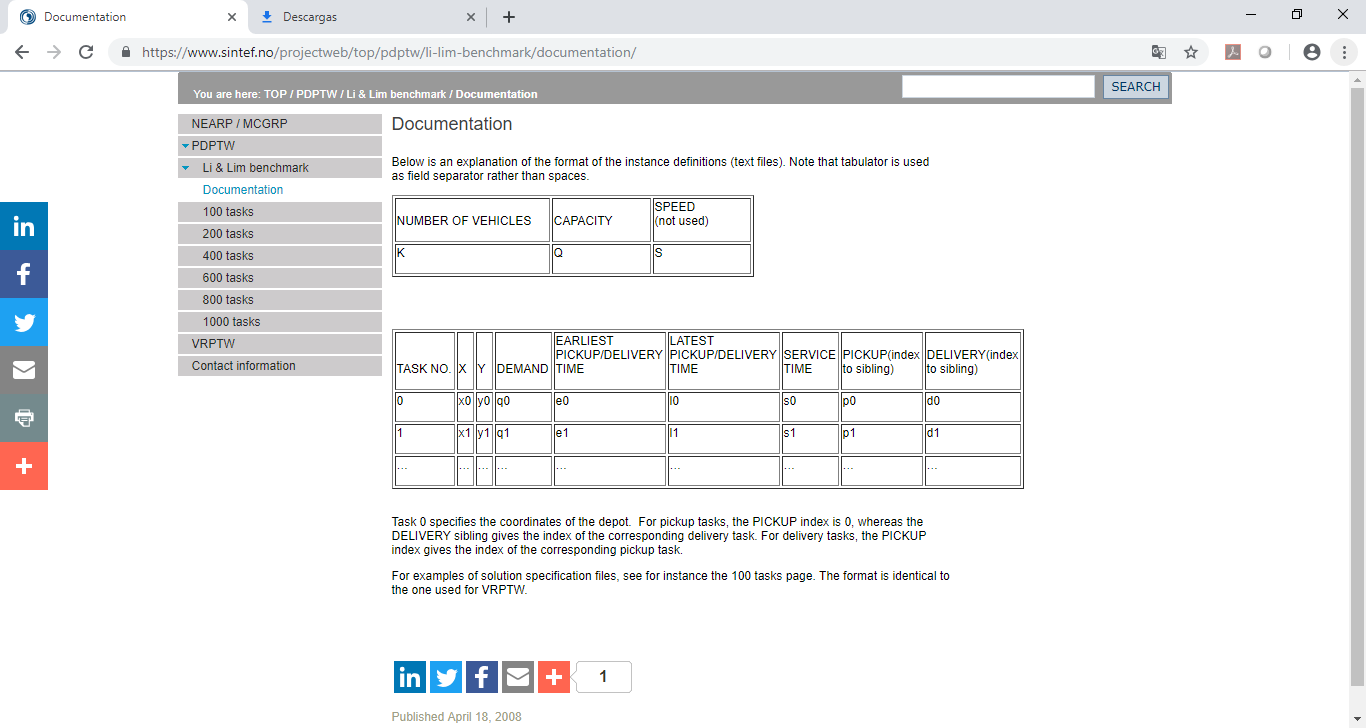 Documentation
Descargas
https://www.sintef.no/projectweb/top/pdptw/li-lim-benchmark/documentation/
You are here: TOP / PDPTW / Li & Lim benchmark / Documentation
SEARCH
NEARP / MCGRP
PDPTW
Li & Lim benchmark
Documentation
100 tasks
200 tasks
400 tasks
600 tasks
800 tasks
1000 tasks
VRPTW
Contact information
in
f
Documentation
Below is an explanation of the format of the instance definitions (text files). Note that tabulator is used
as field separator rather than spaces.
NUMBER OF VEHICLES CAPACITY SPEED (not used)
K Q S
TASK NO. X Y DEMAND EARLIEST PICKUP/DELIVERY TIME LATEST PICKUP/DELIVERY TIME SERVICE TIME PICKUP(index to sibling) DELIVERY(index to sibling)
0 x0 y0 q0 e0 l0 s0 p0 d0
1 x1 y1 q1 e1 l1 s1 p1 d1
... ... ... ... ... ... ... ... ...
Task 0 specifies the coordinates of the depot.  For pickup tasks, the PICKUP index is 0, whereas the
DELIVERY sibling gives the index of the corresponding delivery task. For delivery tasks, the PICKUP
index gives the index of the corresponding pickup task.
For examples of solution specification files, see for instance the 100 tasks page. The format is identical to
the one used for VRPTW.
in f 1
Published April 18, 2008